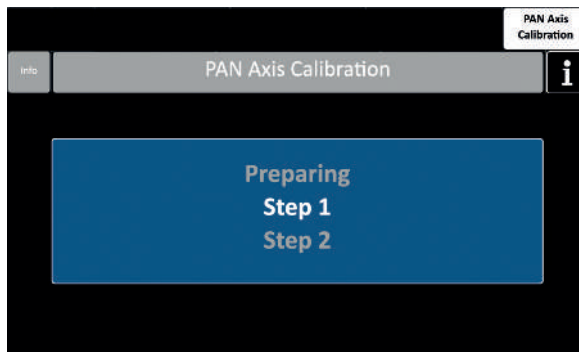 PAN Axis
Calibration
Info
PAN Axis Calibration
i
Preparing
Step 1
Step 2